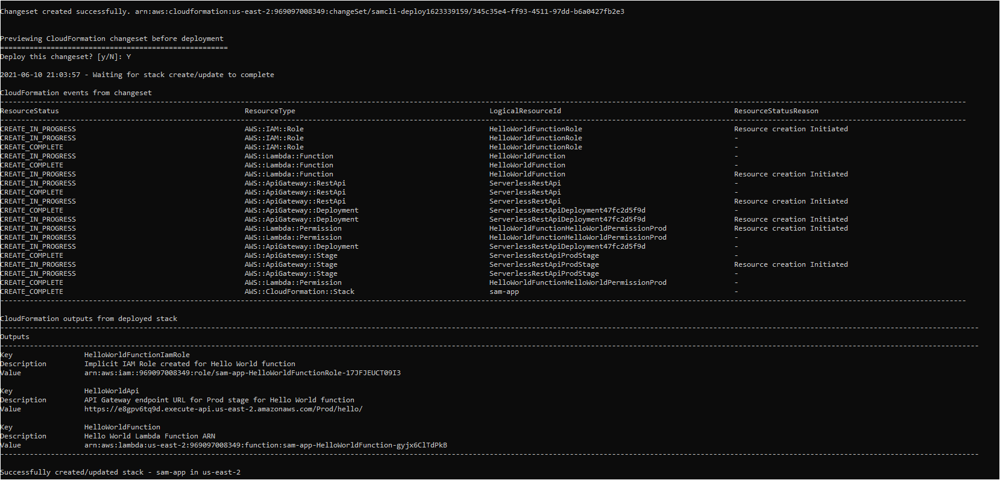 Changeset created successfully. arn:aws:cloudformation:us-east-2:969097008349:changeSet/samcli-deploy1623339159/345c35e4-ff93-4511-97dd-b6a0427fb2e3
Previewing CloudFormation changeset before deployment
======================================================
Deploy this changeset? [y/N]: Y
2021-06-10 21:03:57 - Waiting for stack create/update to complete
CloudFormation events from changeset
ResourceStatus ResourceType LogicalResourceId ResourceStatusReason
CREATE_IN_PROGRESS AWS::IAM::Role HelloWorldFunctionRole Resource creation Initiated
CREATE_IN_PROGRESS AWS::IAM::Role HelloWorldFunctionRole -
CREATE_COMPLETE AWS::IAM::Role HelloWorldFunctionRole -
CREATE_IN_PROGRESS AWS::Lambda::Function HelloWorldFunction -
CREATE_COMPLETE AWS::Lambda::Function HelloWorldFunction -
CREATE_IN_PROGRESS AWS::Lambda::Function HelloWorldFunction Resource creation Initiated
CREATE_IN_PROGRESS AWS::ApiGateway::RestApi ServerlessRestApi -
CREATE_COMPLETE AWS::ApiGateway::RestApi ServerlessRestApi -
CREATE_IN_PROGRESS AWS::ApiGateway::RestApi ServerlessRestApi Resource creation Initiated
CREATE_COMPLETE AWS::ApiGateway::Deployment ServerlessRestApiDeployment47fc2d5f9d -
CREATE_IN_PROGRESS AWS::ApiGateway::Deployment ServerlessRestApiDeployment47fc2d5f9d Resource creation Initiated
CREATE_IN_PROGRESS AWS::Lambda::Permission HelloWorldFunctionHelloWorldPermissionProd Resource creation Initiated
CREATE_IN_PROGRESS AWS::Lambda::Permission HelloWorldFunctionHelloWorldPermissionProd -
CREATE_IN_PROGRESS AWS::ApiGateway::Deployment ServerlessRestApiDeployment47fc2d5f9d -
CREATE_COMPLETE AWS::ApiGateway::Stage ServerlessRestApiProdStage -
CREATE_IN_PROGRESS AWS::ApiGateway::Stage ServerlessRestApiProdStage Resource creation Initiated
CREATE_IN_PROGRESS AWS::ApiGateway::Stage ServerlessRestApiProdStage -
CREATE_COMPLETE AWS::Lambda::Permission HelloWorldFunctionHelloWorldPermissionProd -
CREATE_COMPLETE AWS::CloudFormation::Stack sam-app -
CloudFormation outputs from deployed stack
Outputs
Key HelloWorldFunctionIamRole
Description Implicit IAM Role created for Hello World function
Value arn:aws:iam::969097008349:role/sam-app-HelloWorldFunctionRole-17JFJEUCT09I3
Key HelloWorldApi
Description API Gateway endpoint URL for Prod stage for Hello World function
Value https://e8gpv6tq9d.execute-api.us-east-2.amazonaws.com/Prod/hello/
Key HelloWorldFunction
Description Hello World Lambda Function ARN
Value arn:aws:lambda:us-east-2:969097008349:function:sam-app-HelloWorldFunction-gyjx6ClTdPkB
Successfully created/updated stack - sam-app in us-east-2